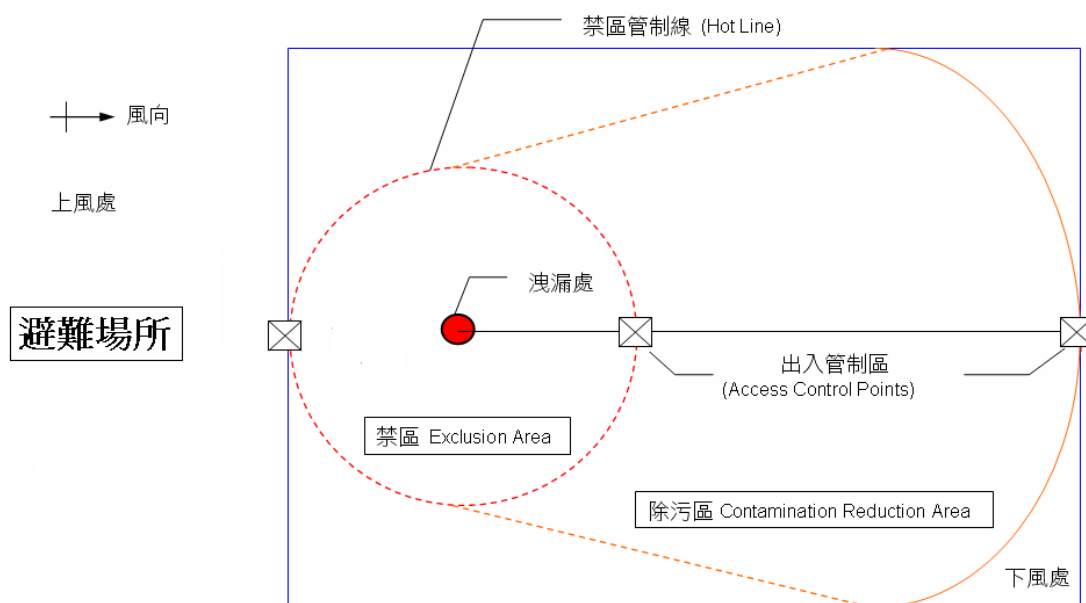 禁區管制線 (Hot Line)
風向
上風處
洩漏處
避難場所
出入管制區
(Access Control Points)
禁區 Exclusion Area
除污區 Contamination Reduction Area
下風處